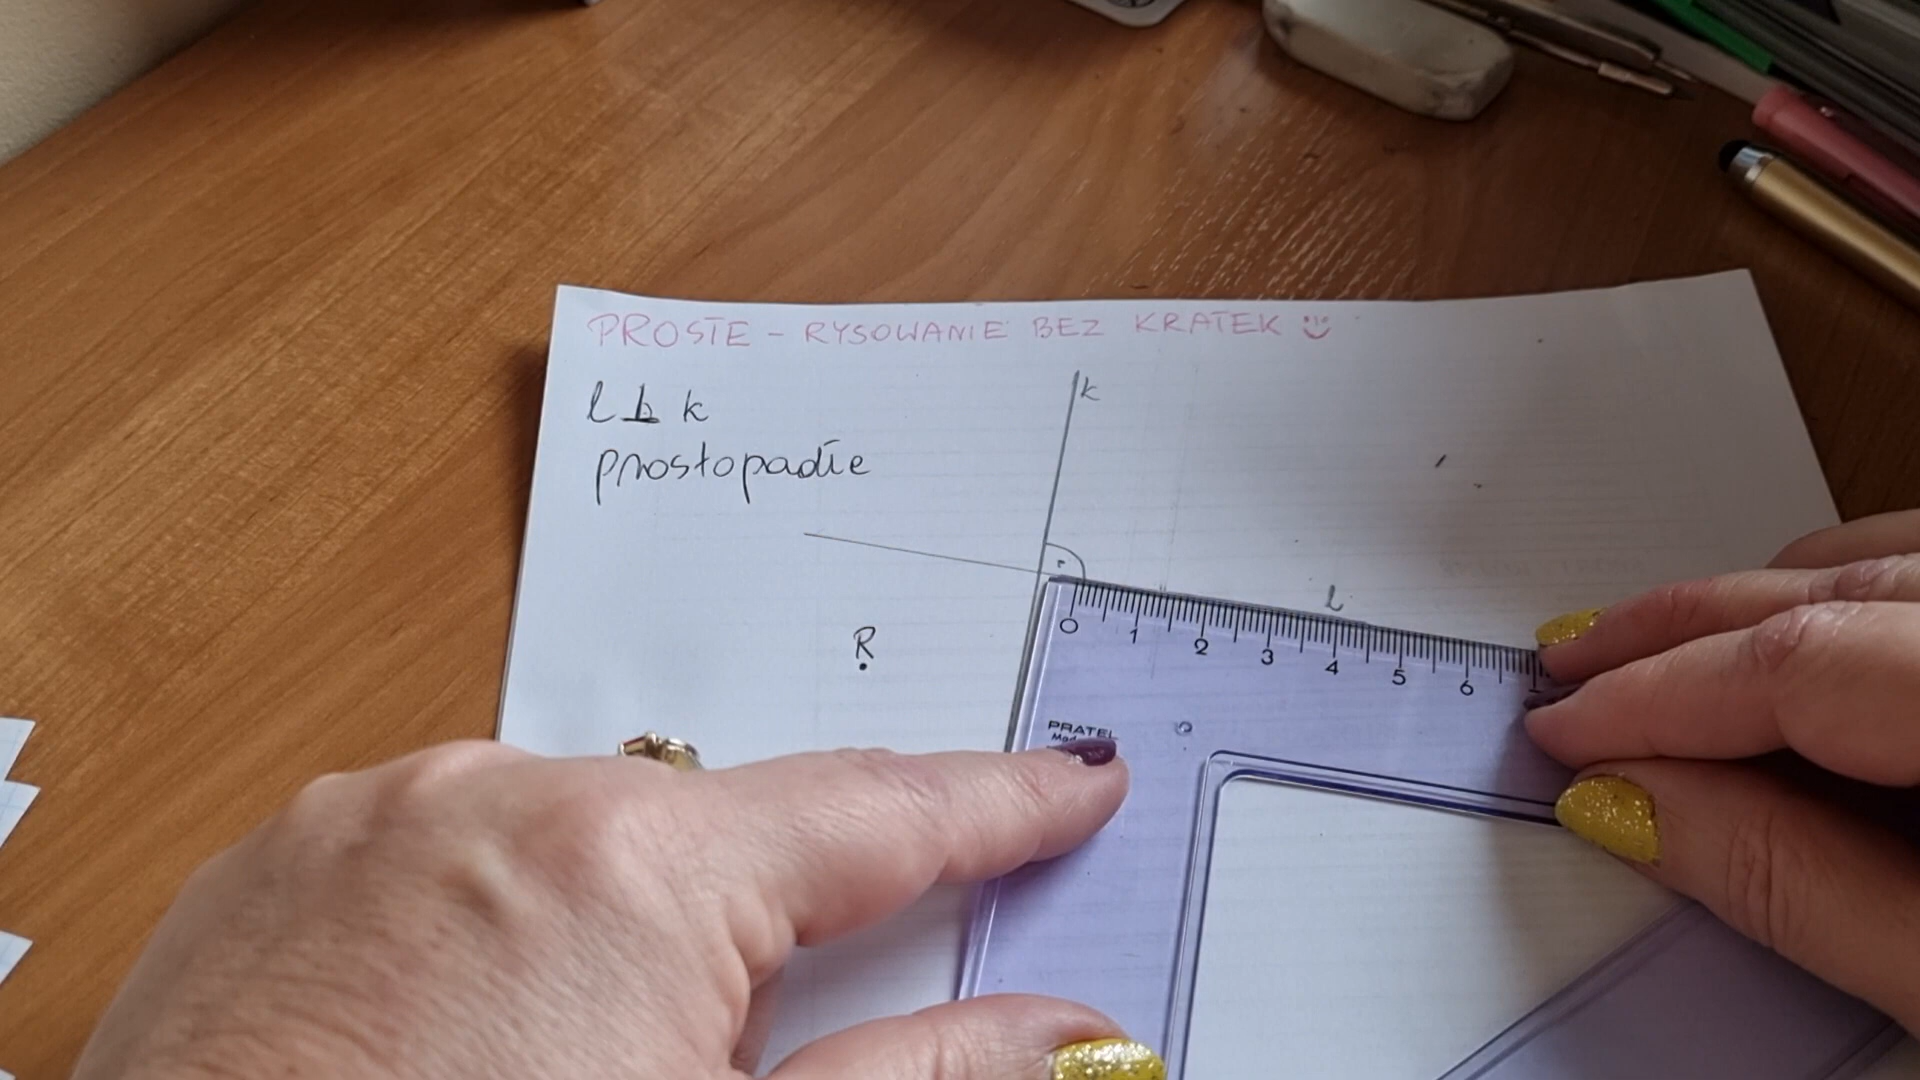 PROSTE - RYSOWANIE BEZ KRATEK
l ⊥ k
prostopadłe
k
l
R
0 1 2 3 4 5 6
PRATEL